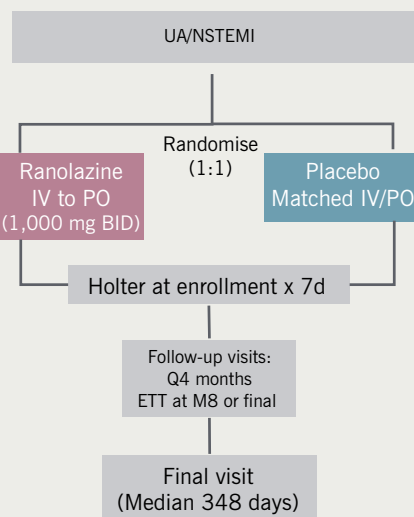 UA/NSTEMI
Randomise
(1:1)
Ranolazine
IV to PO
(1,000 mg BID)
Placebo
Matched IV/PO
Holter at enrollment x 7d
Follow-up visits:
Q4 months
ETT at M8 or final
Final visit
(Median 348 days)